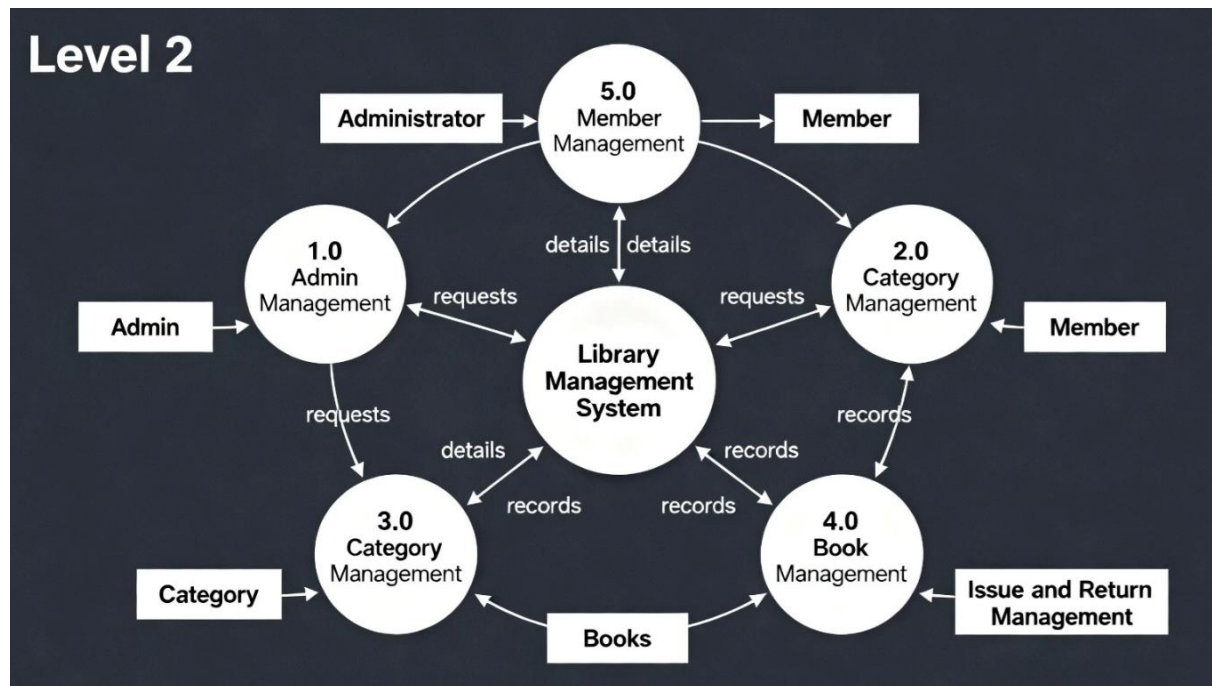 Level 2
5.0
Member
Management
Administrator
Member
1.0
Admin
Management
details
details
2.0
Category
Management
requests
requests
Admin
Member
Library
Management
System
requests
records
details
records
records
records
3.0
Category
Management
4.0
Book
Management
Category
Books
Issue and Return
Management